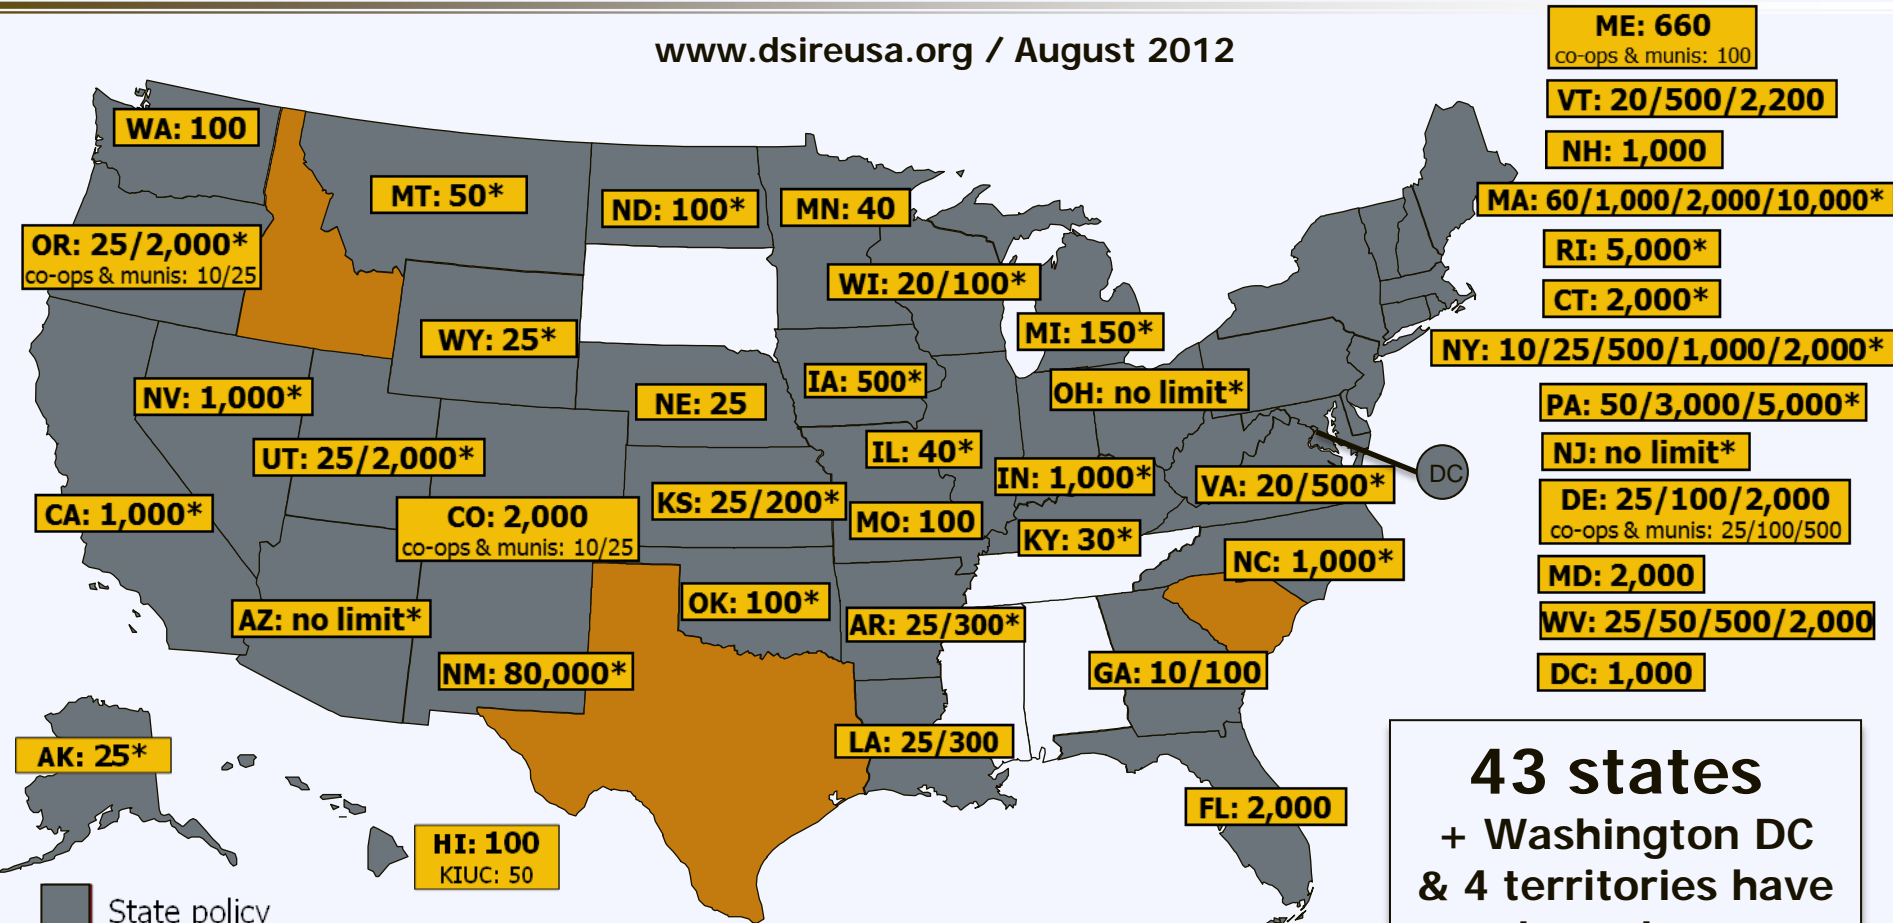 www.dsireusa.org / August 2012
ME: 660
co-ops & munis: 100
VT: 20/500/2,200
NH: 1,000
MA: 60/1,000/2,000/10,000*
RI: 5,000*
CT: 2,000*
NY: 10/25/500/1,000/2,000*
PA: 50/3,000/5,000*
NJ: no limit*
DE: 25/100/2,000
co-ops & munis: 25/100/500
MD: 2,000
WV: 25/50/500/2,000
DC: 1,000
WA: 100
MT: 50*
ND: 100*
MN: 40
OR: 25/2,000*
co-ops & munis: 10/25
WI: 20/100*
WY: 25*
MI: 150*
NV: 1,000*
NE: 25
IA: 500*
OH: no limit*
UT: 25/2,000*
IL: 40*
IN: 1,000*
VA: 20/500*
DC
CA: 1,000*
CO: 2,000
co-ops & munis: 10/25
KS: 25/200*
MO: 100
KY: 30*
NC: 1,000*
AZ: no limit*
OK: 100*
AR: 25/300*
NM: 80,000*
GA: 10/100
LA: 25/300
AK: 25*
HI: 100
KIUC: 50
FL: 2,000
43 states
+ Washington DC
& 4 territories have
State policy